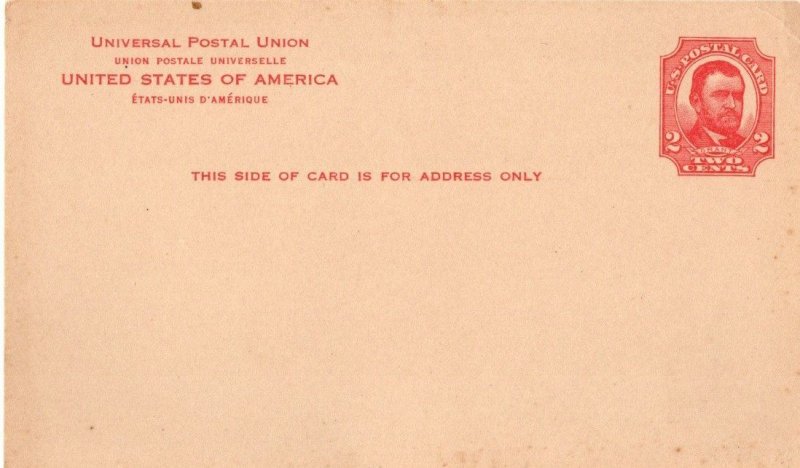 UNIVERSAL POSTAL UNION
UNION POSTALE UNIVERSELLE
UNITED STATES OF AMERICA
ÉTATS-UNIS D'AMÉRIQUE
U.S. POSTAL CARD
2 2
GRANT
TWO
CENTS
THIS SIDE OF CARD IS FOR ADDRESS ONLY